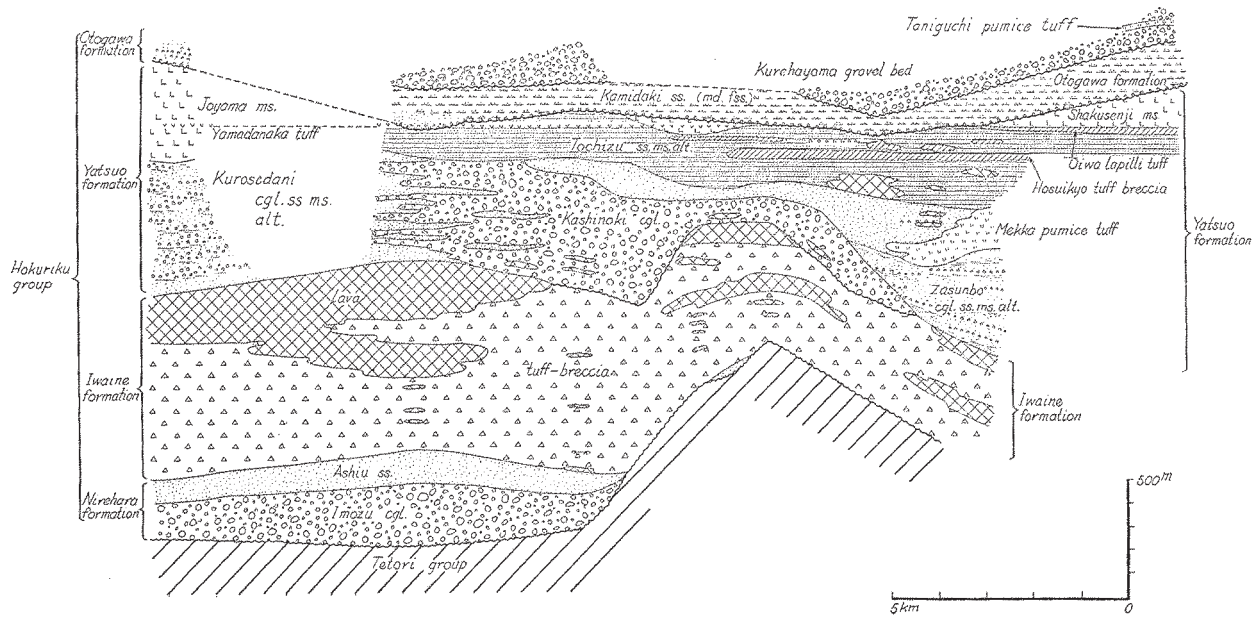 Otogawa
formation
Taniguchi pumice tuff
Kurehayama gravel bed
Otogawa formation
Kamidaki ss. (md. fss.)
Joyama ms.
Shakusenji ms.
Yamadanaka tuff
Tochizu ss. ms. alt.
Oiwa lapilli tuff
Hosuikyo tuff breccia
Yatsuo
formation
Kurosedani
cgl. ss ms.
alt.
Kashinoki cgl.
Mekka pumice tuff
Yatsuo
formation
Hokuriku
group
Zasunbo
cgl. ss. ms. alt.
Lava
tuff-breccia
Iwaine
formation
Iwaine
formation
Ashiu ss.
Nirehara
formation
Imozu cgl.
Tetori group
500m
5km
0